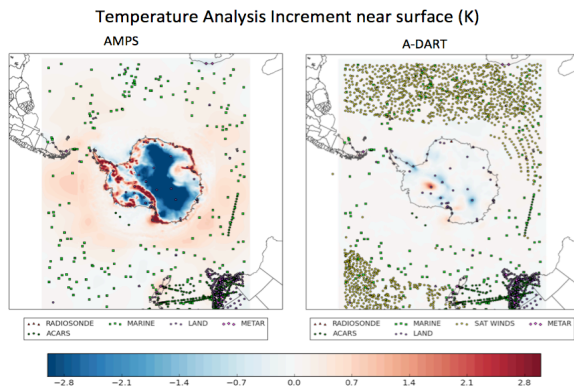 Temperature Analysis Increment near surface (K)
AMPS
A-DART
RADIOSONDE MARINE LAND METAR
ACARS
RADIOSONDE MARINE SAT WINDS METAR
ACARS LAND
−2.8 −2.1 −1.4 −0.7 0.0 0.7 1.4 2.1 2.8